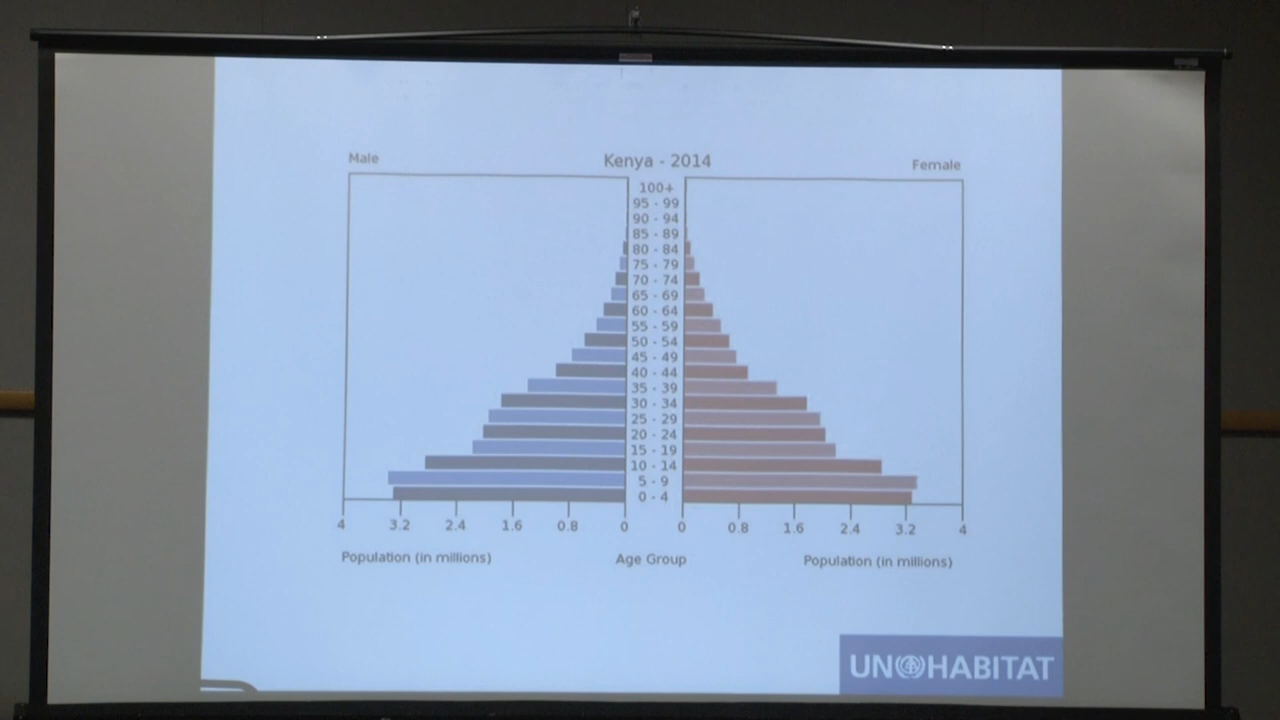 Male
Kenya - 2014
Female
100+
95 - 99
90 - 94
85 - 89
80 - 84
75 - 79
70 - 74
65 - 69
60 - 64
55 - 59
50 - 54
45 - 49
40 - 44
35 - 39
30 - 34
25 - 29
20 - 24
15 - 19
10 - 14
5 - 9
0 - 4
4 3.2 2.4 1.6 0.8 0 0 0.8 1.6 2.4 3.2 4
Population (in millions) Age Group Population (in millions)
UN HABITAT